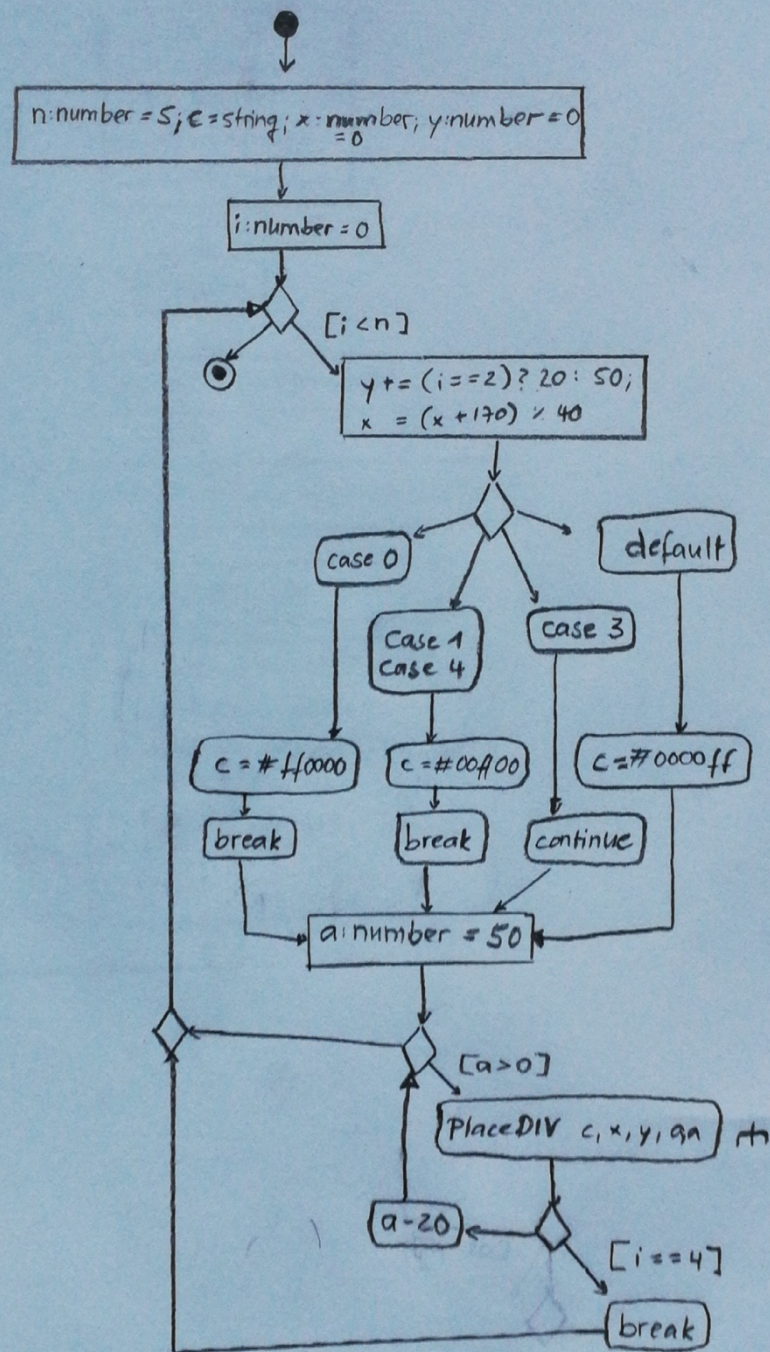 n:number = 5; c = string; x : number; y:number = 0
= 0
i:number = 0
[i < n]
y += (i == 2) ? 20 : 50;
x = (x + 170) % 40
case 0
Case 1
Case 4
case 3
default
c = #ff0000
c = #00ff00
c = #0000ff
break
break
continue
a:number = 50
[a > 0]
PlaceDIV c, x, y, a,a
a - 20
[i == 4]
break